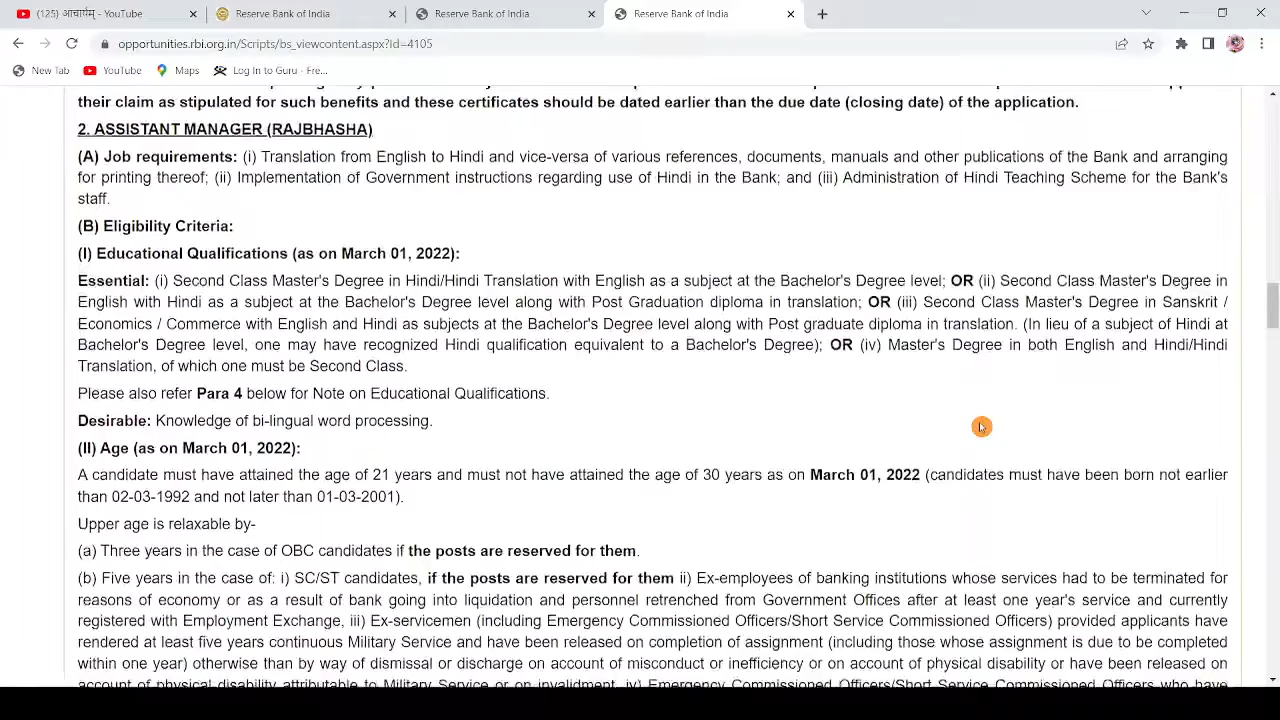 (125) आचार्यान् - YouTube
Reserve Bank of India
Reserve Bank of India
Reserve Bank of India
opportunities.rbi.org.in/Scripts/bs_viewcontent.aspx?Id=4105
New Tab
YouTube
Maps
Log In to Guru - Fre...
their claim as stipulated for such benefits and these certificates should be dated earlier than the due date (closing date) of the application.
2. ASSISTANT MANAGER (RAJBHASHA)
(A) Job requirements: (i) Translation from English to Hindi and vice-versa of various references, documents, manuals and other publications of the Bank and arranging
for printing thereof; (ii) Implementation of Government instructions regarding use of Hindi in the Bank; and (iii) Administration of Hindi Teaching Scheme for the Bank's
staff.
(B) Eligibility Criteria:
(I) Educational Qualifications (as on March 01, 2022):
Essential: (i) Second Class Master's Degree in Hindi/Hindi Translation with English as a subject at the Bachelor's Degree level; OR (ii) Second Class Master's Degree in
English with Hindi as a subject at the Bachelor's Degree level along with Post Graduation diploma in translation; OR (iii) Second Class Master's Degree in Sanskrit /
Economics / Commerce with English and Hindi as subjects at the Bachelor's Degree level along with Post graduate diploma in translation. (In lieu of a subject of Hindi at
Bachelor's Degree level, one may have recognized Hindi qualification equivalent to a Bachelor's Degree); OR (iv) Master's Degree in both English and Hindi/Hindi
Translation, of which one must be Second Class.
Please also refer Para 4 below for Note on Educational Qualifications.
Desirable: Knowledge of bi-lingual word processing.
(II) Age (as on March 01, 2022):
A candidate must have attained the age of 21 years and must not have attained the age of 30 years as on March 01, 2022 (candidates must have been born not earlier
than 02-03-1992 and not later than 01-03-2001).
Upper age is relaxable by-
(a) Three years in the case of OBC candidates if the posts are reserved for them.
(b) Five years in the case of: i) SC/ST candidates, if the posts are reserved for them ii) Ex-employees of banking institutions whose services had to be terminated for
reasons of economy or as a result of bank going into liquidation and personnel retrenched from Government Offices after at least one year's service and currently
registered with Employment Exchange, iii) Ex-servicemen (including Emergency Commissioned Officers/Short Service Commissioned Officers) provided applicants have
rendered at least five years continuous Military Service and have been released on completion of assignment (including those whose assignment is due to be completed
within one year) otherwise than by way of dismissal or discharge on account of misconduct or inefficiency or on account of physical disability or have been released on
account of physical disability attributable to Military Service or on invalidment, iv) Emergency Commissioned Officers/Short Service Commissioned Officers who have